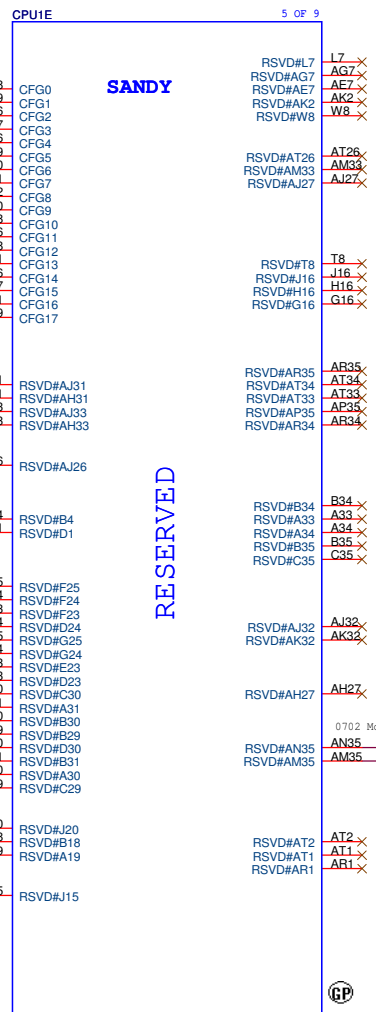 CPU1E
5 OF 9
SANDY
CFG0
CFG1
CFG2
CFG3
CFG4
CFG5
CFG6
CFG7
CFG8
CFG9
CFG10
CFG11
CFG12
CFG13
CFG14
CFG15
CFG16
CFG17
RSVD#AJ31
RSVD#AH31
RSVD#AJ33
RSVD#AH33
RSVD#AJ26
RSVD#B4
RSVD#D1
RSVD#F25
RSVD#F24
RSVD#F23
RSVD#D24
RSVD#G25
RSVD#G24
RSVD#E23
RSVD#D23
RSVD#C30
RSVD#A31
RSVD#B30
RSVD#B29
RSVD#D30
RSVD#B31
RSVD#A30
RSVD#C29
RSVD#J20
RSVD#B18
RSVD#A19
RSVD#J15
RESERVED
RSVD#L7 L7
RSVD#AG7 AG7
RSVD#AE7 AE7
RSVD#AK2 AK2
RSVD#W8 W8
RSVD#AT26 AT26
RSVD#AM33 AM33
RSVD#AJ27 AJ27
RSVD#T8 T8
RSVD#J16 J16
RSVD#H16 H16
RSVD#G16 G16
RSVD#AR35 AR35
RSVD#AT34 AT34
RSVD#AT33 AT33
RSVD#AP35 AP35
RSVD#AR34 AR34
RSVD#B34 B34
RSVD#A33 A33
RSVD#A34 A34
RSVD#B35 B35
RSVD#C35 C35
RSVD#AJ32 AJ32
RSVD#AK32 AK32
RSVD#AH27 AH27
0702
RSVD#AN35 AN35
RSVD#AM35 AM35
RSVD#AT2 AT2
RSVD#AT1 AT1
RSVD#AR1 AR1
GP